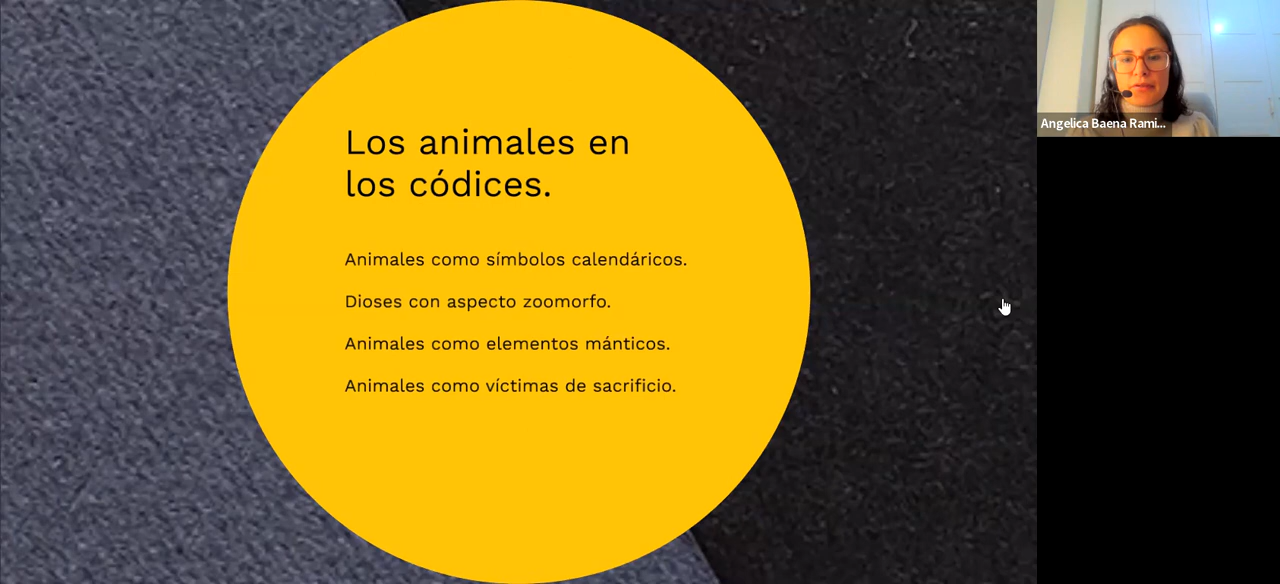 Los animales en
los códices.
Animales como símbolos calendáricos.
Dioses con aspecto zoomorfo.
Animales como elementos mánticos.
Animales como víctimas de sacrificio.
Angelica Baena Rami...